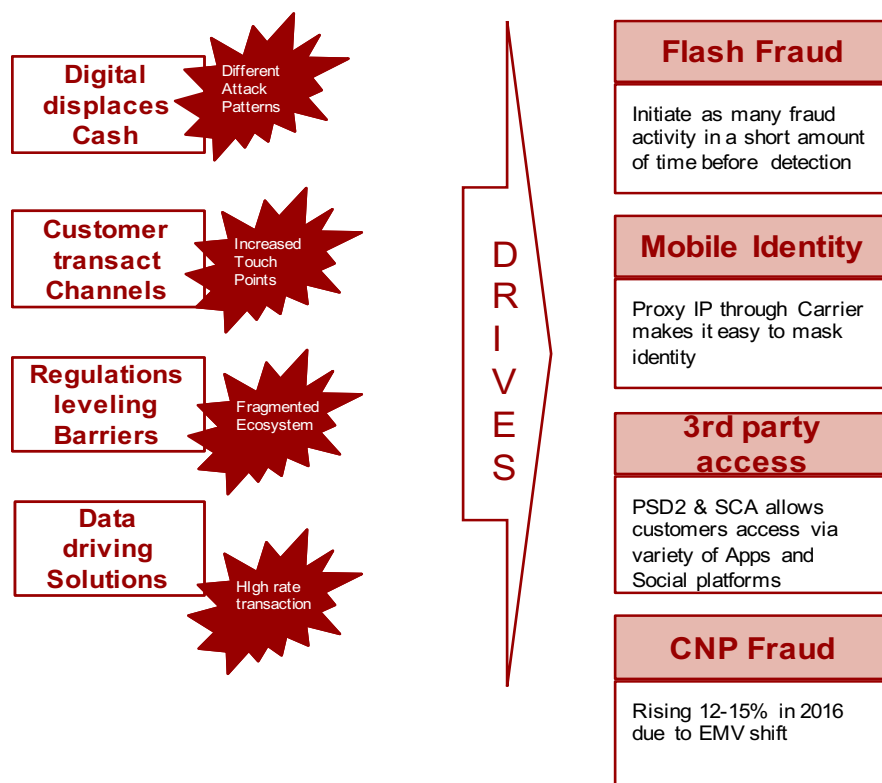 Digital
displaces
Cash
Different
Attack
Patterns
Customer
transact
Channels
Increased
Touch
Points
Regulations
leveling
Barriers
Fragmented
Ecosystem
Data
driving
Solutions
HIgh rate
transaction
D
R
I
V
E
S
Flash Fraud
Initiate as many fraud
activity in a short amount
of time before detection
Mobile Identity
Proxy IP through Carrier
makes it easy to mask
identity
3rd party
access
PSD2 & SCA allows
customers access via
variety of Apps and
Social platforms
CNP Fraud
Rising 12-15% in 2016
due to EMV shift